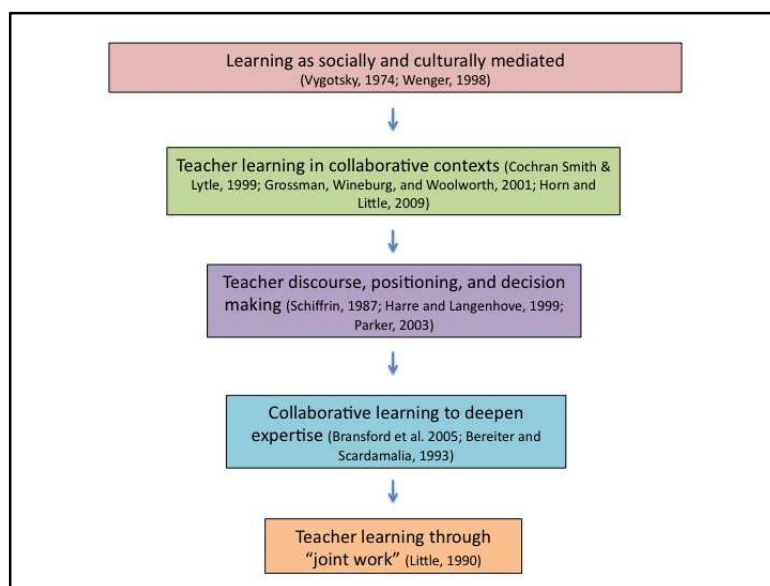 Learning as socially and culturally mediated
(Vygotsky, 1974; Wenger, 1998)
Teacher learning in collaborative contexts (Cochran Smith &
Lytle, 1999; Grossman, Wineburg, and Woolworth, 2001; Horn and
Little, 2009)
Teacher discourse, positioning, and decision
making (Schiffrin, 1987; Harre and Langenhove, 1999;
Parker, 2003)
Collaborative learning to deepen
expertise (Bransford et al. 2005; Bereiter and
Scardamalia, 1993)
Teacher learning through
“joint work” (Little, 1990)